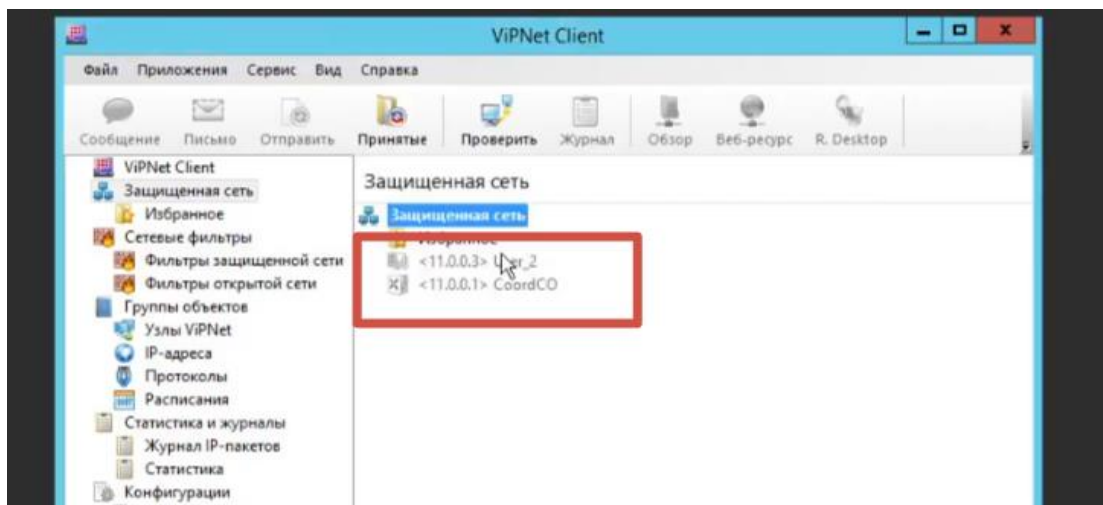 ViPNet Client
Файл Приложения Сервис Вид Справка
Сообщение Письмо Отправить Принятые Проверить Журнал Обзор Веб-ресурс R. Desktop
ViPNet Client
Защищенная сеть
Избранное
Сетевые фильтры
Фильтры защищенной сети
Фильтры открытой сети
Группы объектов
Узлы ViPNet
IP-адреса
Протоколы
Расписания
Статистика и журналы
Журнал IP-пакетов
Статистика
Конфигурации
Защищенная сеть
Защищенная сеть
Избранное
<11.0.0.3> User_2
<11.0.0.1> CoordCO